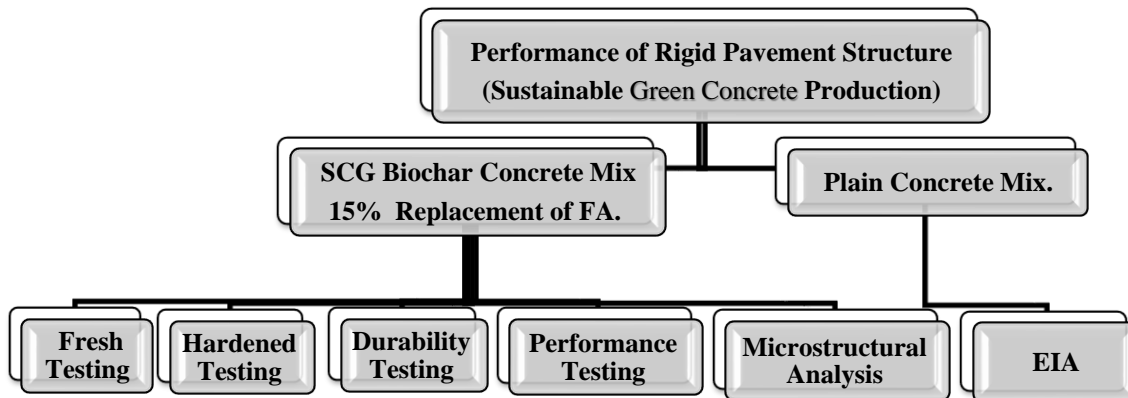 Performance of Rigid Pavement Structure
(Sustainable Green Concrete Production)
SCG Biochar Concrete Mix
15% Replacement of FA.
Plain Concrete Mix.
Fresh
Testing
Hardened
Testing
Durability
Testing
Performance
Testing
Microstructural
Analysis
EIA